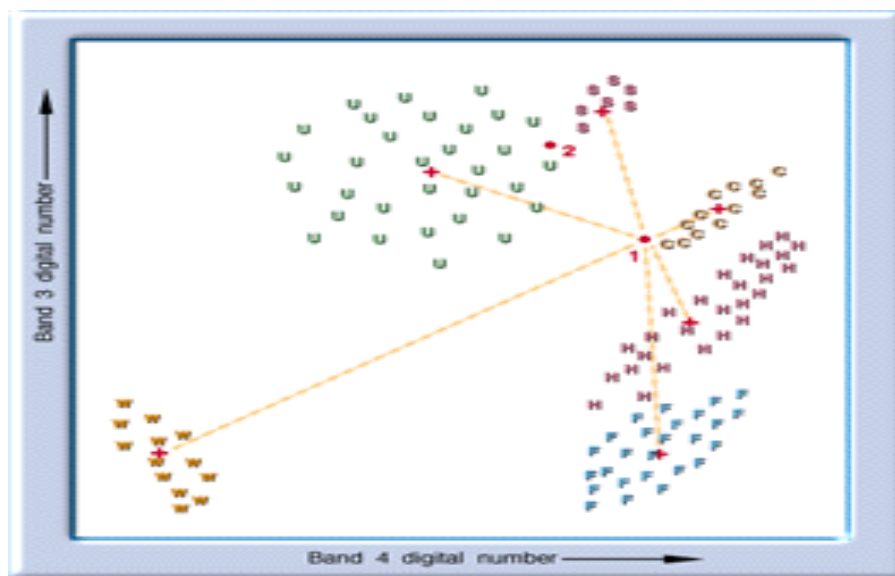 Band 3 digital number
S
U S S
U
U S S
S
U U U
U
U U S
U
U U 2
U U U U
U C
U U U C C
U U C C
U U C
U U C
C C
U U U U C H
C C H H
1 H H
U H H
H H
H
H
H H
H H
H
H H H
H H
H
H H
H
H F
W H F
F F F
W W F F
W F F F
W W F F
F F F
W W F
W W F F F F
W F F
W F
W F
Band 4 digital number